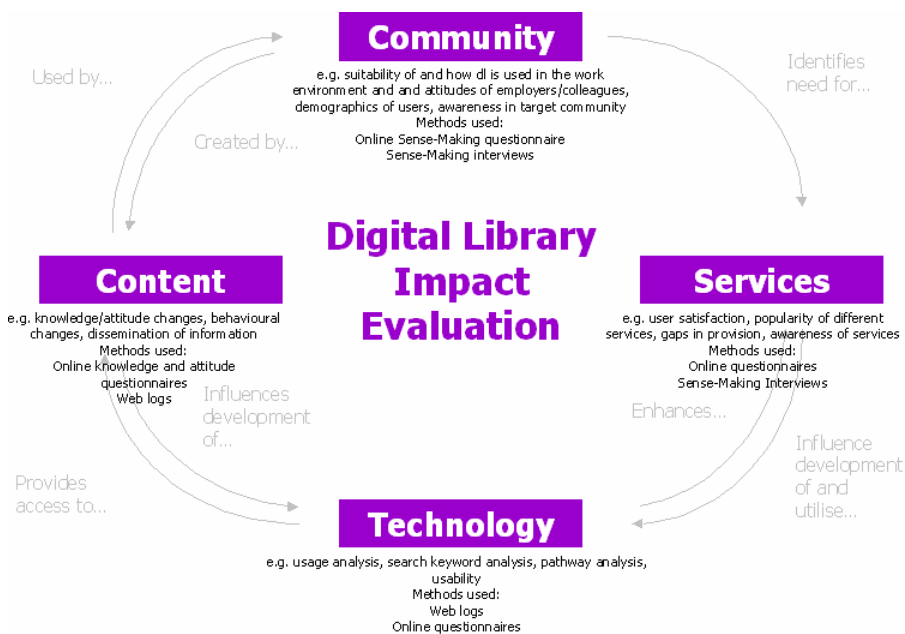 Community
e.g. suitability of and how dl is used in the work
environment and and attitudes of employers/colleagues,
demographics of users, awareness in target community
Methods used:
Online Sense-Making questionnaire
Sense-Making interviews
Used by...
Created by...
Identifies
need for...
Digital Library
Impact
Evaluation
Content
e.g. knowledge/attitude changes, behavioural
changes, dissemination of information
Methods used:
Online knowledge and attitude
questionnaires
Web logs
Services
e.g. user satisfaction, popularity of different
services, gaps in provision, awareness of services
Methods used:
Online questionnaires
Sense-Making Interviews
Influences
development
of...
Provides
access to...
Enhances...
Influence
development
of and
utilise...
Technology
e.g. usage analysis, search keyword analysis, pathway analysis,
usability
Methods used:
Web logs
Online questionnaires